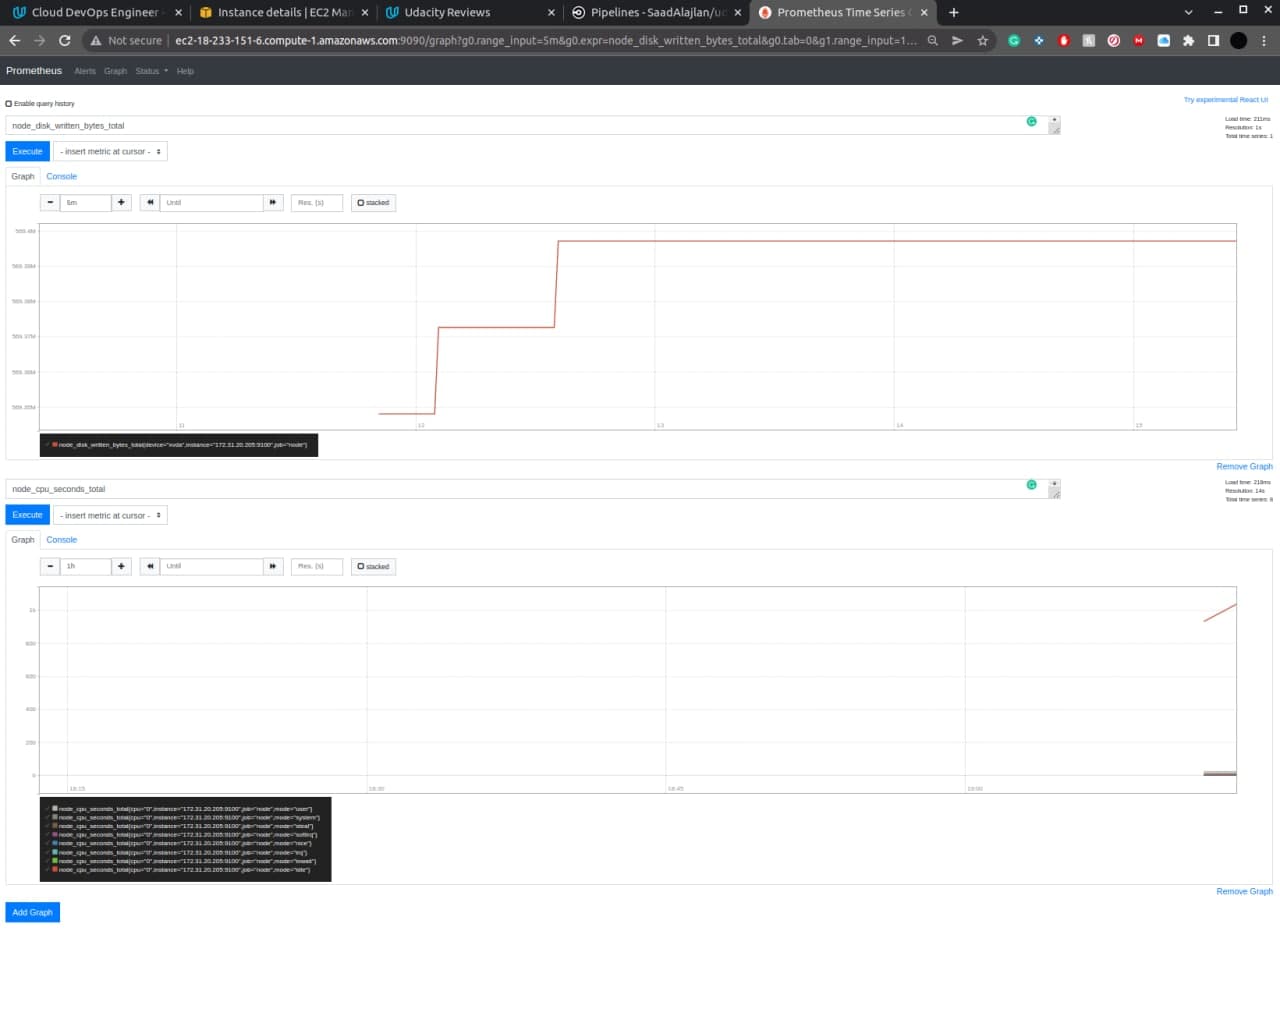 Cloud DevOps Engineer
Instance details | EC2 Man
Udacity Reviews
Pipelines - SaadAlajlan/ud
Prometheus Time Series C
Not secure
ec2-18-233-151-6.compute-1.amazonaws.com:9090/graph?g0.range_input=5m&g0.expr=node_disk_written_bytes_total&g0.tab=0&g1.range_input=1...
Prometheus Alerts Graph Status Help
Enable query history
Try experimental React UI
node_disk_written_bytes_total
Load time: 211ms
Resolution: 1s
Total time series: 1
Execute
- insert metric at cursor -
Graph Console
5m
Until
Res. (s)
stacked
569.4M
569.39M
569.38M
569.37M
569.36M
569.35M
11 12 13 14 15
node_disk_written_bytes_total{device="xvda",instance="172.31.20.205:9100",job="node"}
Remove Graph
node_cpu_seconds_total
Load time: 218ms
Resolution: 14s
Total time series: 8
Execute
- insert metric at cursor -
Graph Console
1h
Until
Res. (s)
stacked
1k
800
600
400
200
0
18:15 18:30 18:45 19:00
node_cpu_seconds_total{cpu="0",instance="172.31.20.205:9100",job="node",mode="user"}
node_cpu_seconds_total{cpu="0",instance="172.31.20.205:9100",job="node",mode="system"}
node_cpu_seconds_total{cpu="0",instance="172.31.20.205:9100",job="node",mode="steal"}
node_cpu_seconds_total{cpu="0",instance="172.31.20.205:9100",job="node",mode="softirq"}
node_cpu_seconds_total{cpu="0",instance="172.31.20.205:9100",job="node",mode="nice"}
node_cpu_seconds_total{cpu="0",instance="172.31.20.205:9100",job="node",mode="irq"}
node_cpu_seconds_total{cpu="0",instance="172.31.20.205:9100",job="node",mode="iowait"}
node_cpu_seconds_total{cpu="0",instance="172.31.20.205:9100",job="node",mode="idle"}
Remove Graph
Add Graph